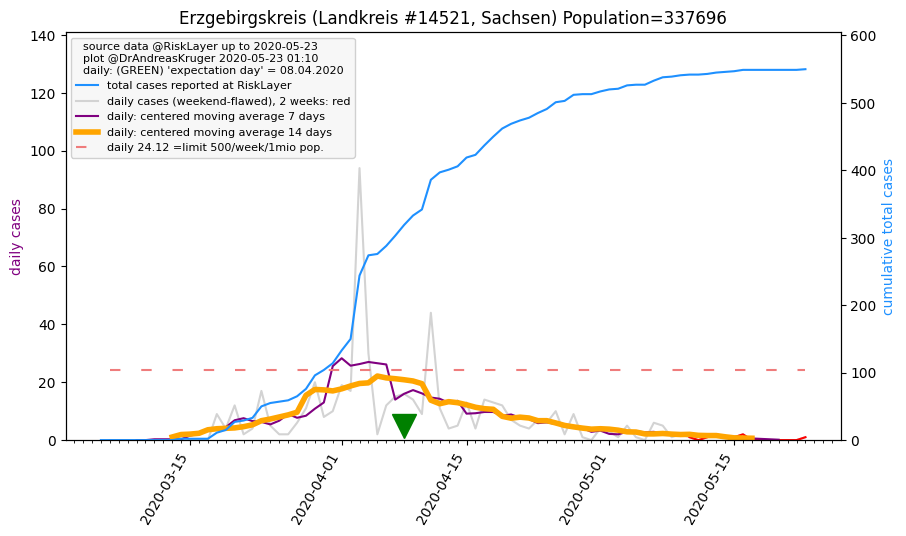 Erzgebirgskreis (Landkreis #14521, Sachsen) Population=337696
source data @RiskLayer up to 2020-05-23
plot @DrAndreasKruger 2020-05-23 01:10
daily: (GREEN) 'expectation day' = 08.04.2020
total cases reported at RiskLayer
daily cases (weekend-flawed), 2 weeks: red
daily: centered moving average 7 days
daily: centered moving average 14 days
daily 24.12 =limit 500/week/1mio pop.
daily cases
140
120
100
80
60
40
20
0
cumulative total cases
600
500
400
300
200
100
0
2020-03-15
2020-04-01
2020-04-15
2020-05-01
2020-05-15